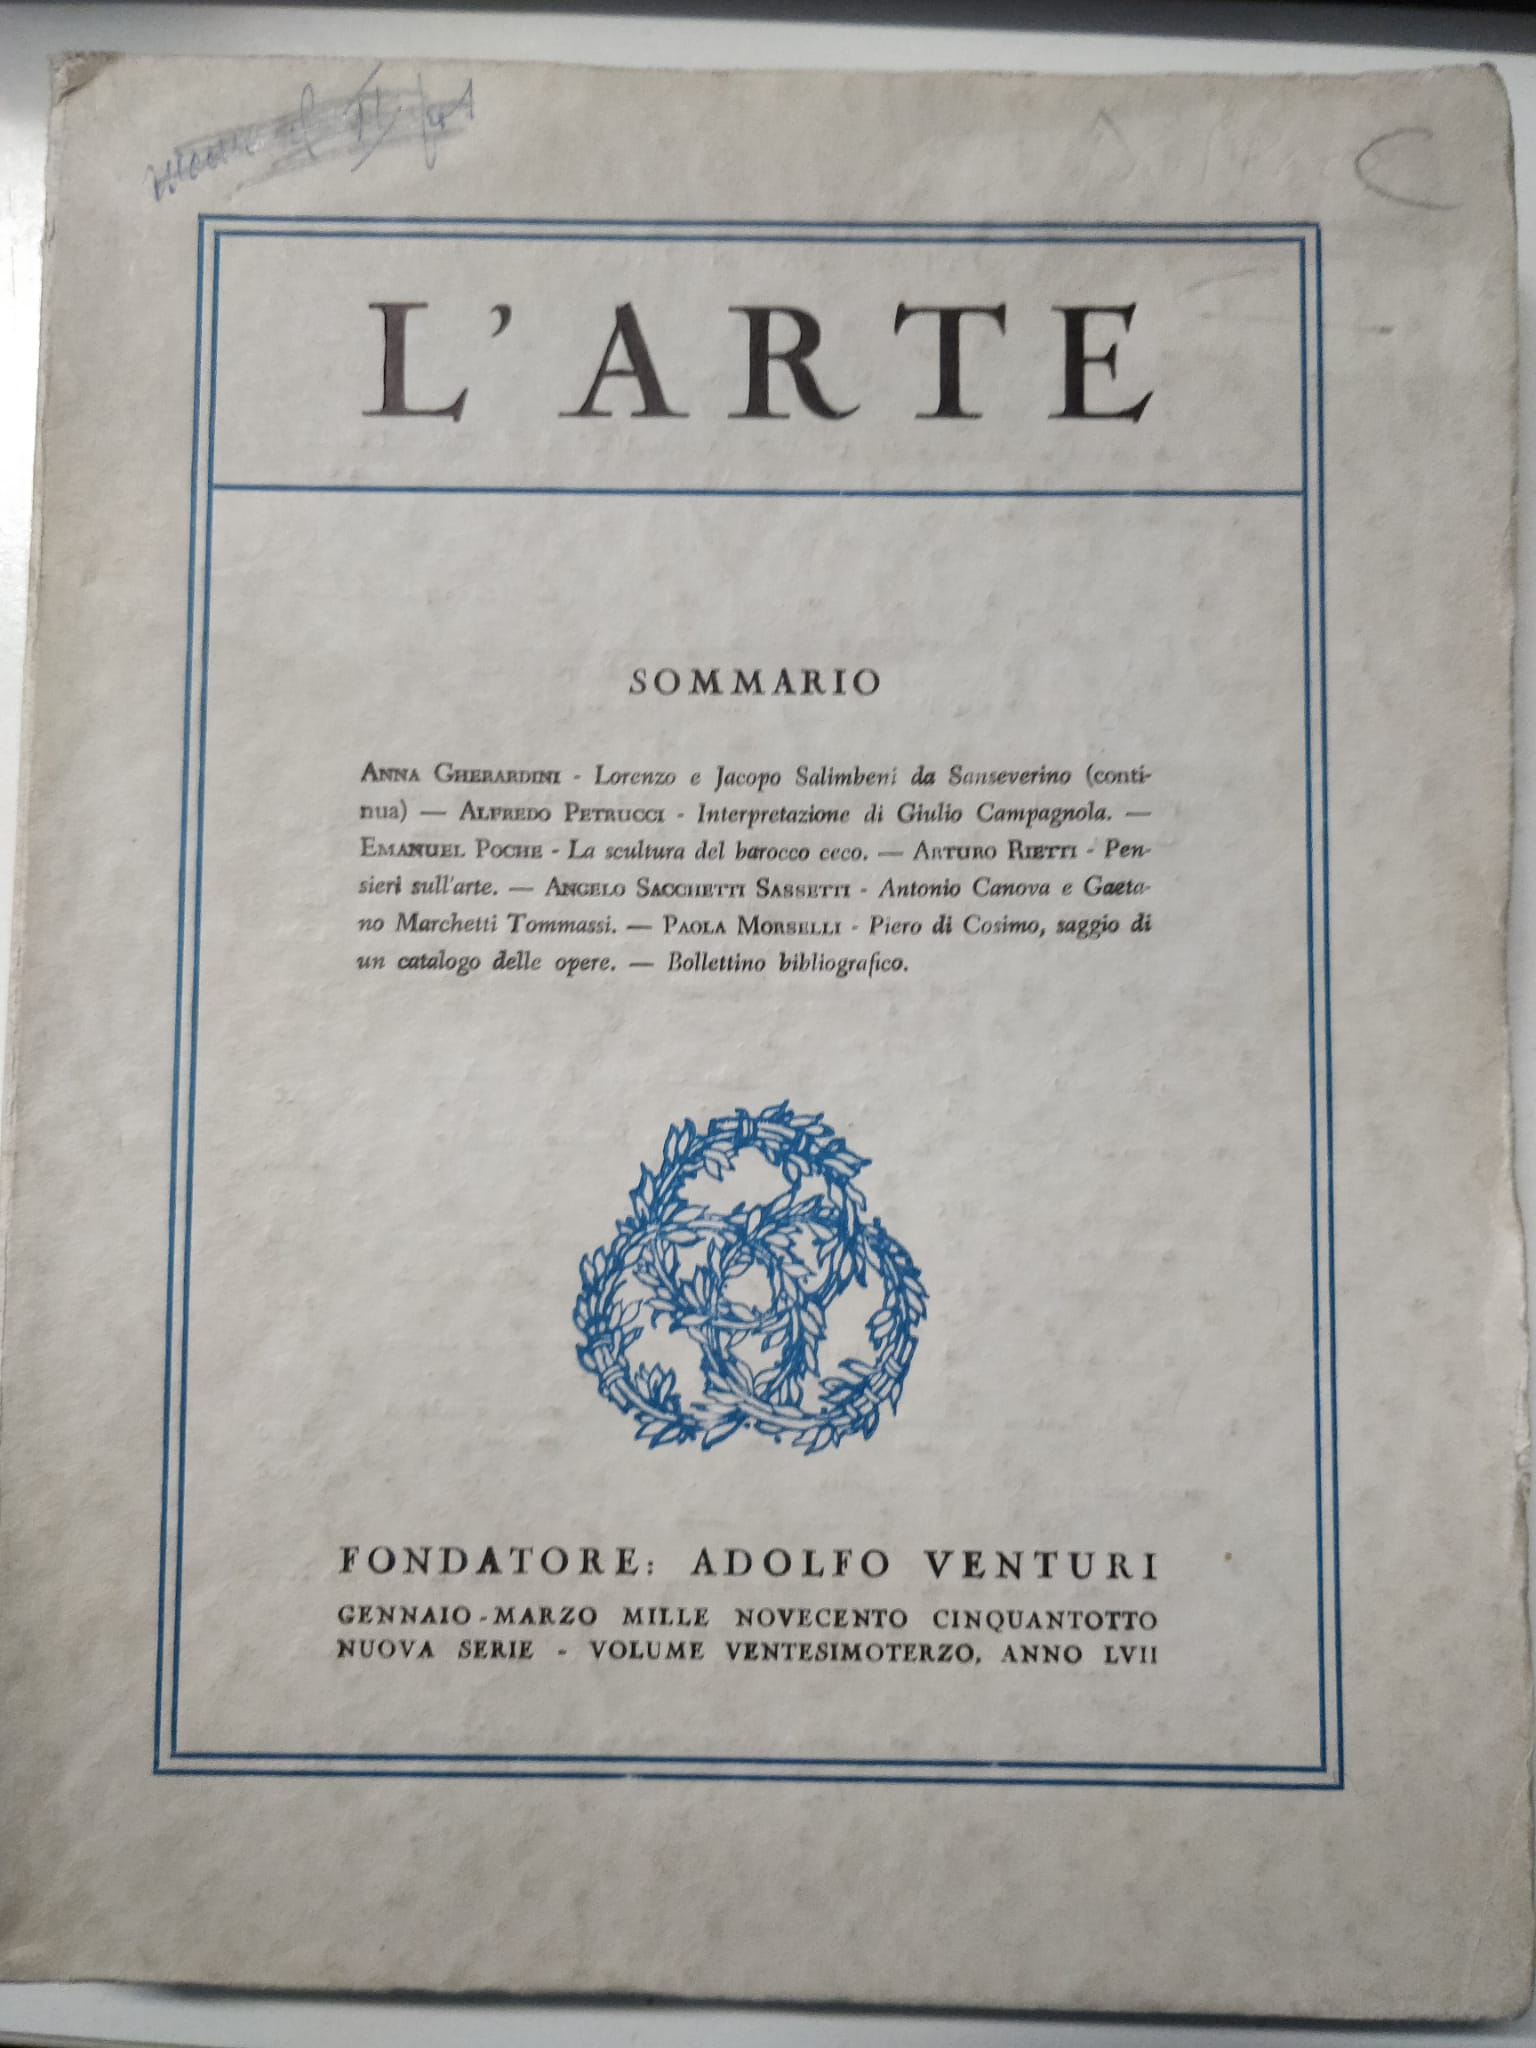 L'ARTE
SOMMARIO
ANNA GHERARDINI - Lorenzo e Jacopo Salimbeni da Sanseverino (conti-
nua) — ALFREDO PETRUCCI - Interpretazione di Giulio Campagnola. —
EMANUEL POCHE - La scultura del barocco ceco. — ARTURO RIETTI - Pen-
sieri sull'arte. — ANGELO SACCHETTI SASSETTI - Antonio Canova e Gaeta-
no Marchetti Tommassi. — PAOLA MORSELLI - Piero di Cosimo, saggio di
un catalogo delle opere. — Bollettino bibliografico.
FONDATORE: ADOLFO VENTURI
GENNAIO-MARZO MILLE NOVECENTO CINQUANTOTTO
NUOVA SERIE - VOLUME VENTESIMOTERZO, ANNO LVII